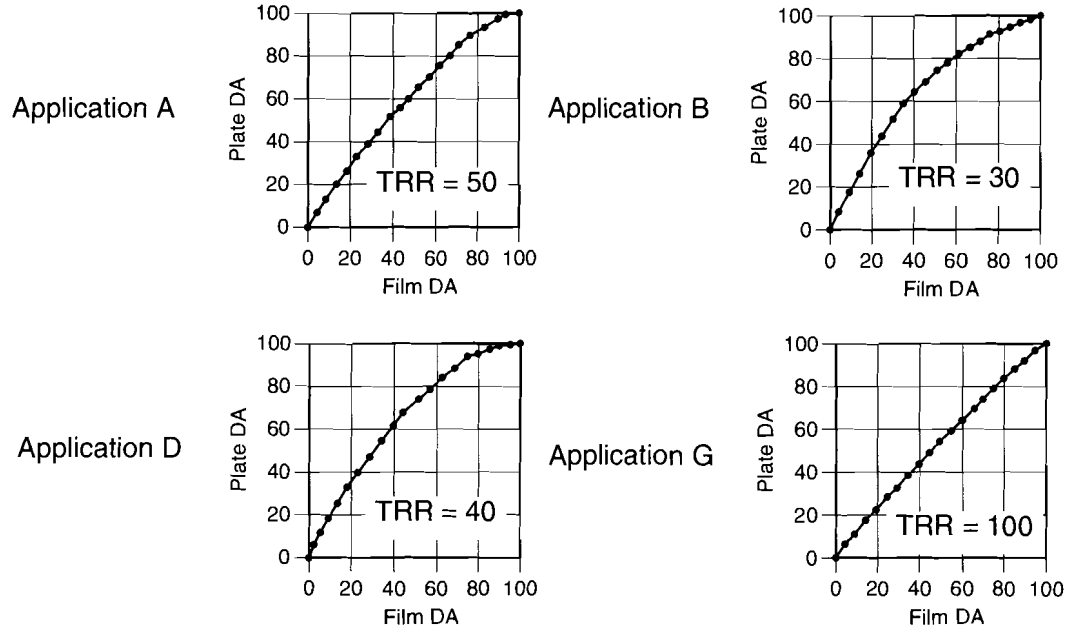 Application A
Plate DA
100
80
60
40
20
0
TRR = 50
0 20 40 60 80 100
Film DA
Application B
Plate DA
100
80
60
40
20
0
TRR = 30
0 20 40 60 80 100
Film DA
Application D
Plate DA
100
80
60
40
20
0
TRR = 40
0 20 40 60 80 100
Film DA
Application G
Plate DA
100
80
60
40
20
0
TRR = 100
0 20 40 60 80 100
Film DA